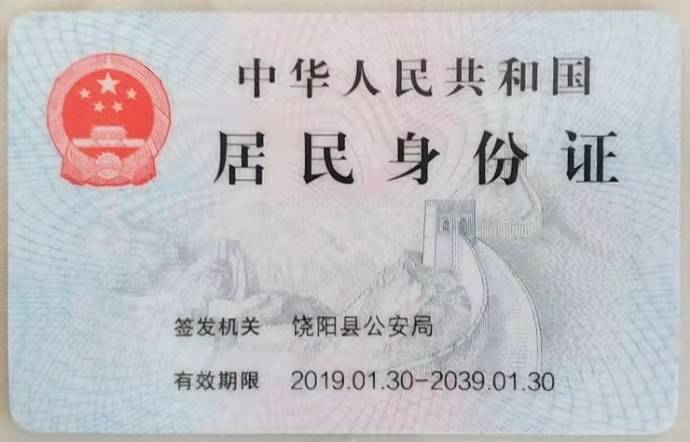 中华人民共和国
居民身份证
签发机关 饶阳县公安局
有效期限 2019.01.30-2039.01.30